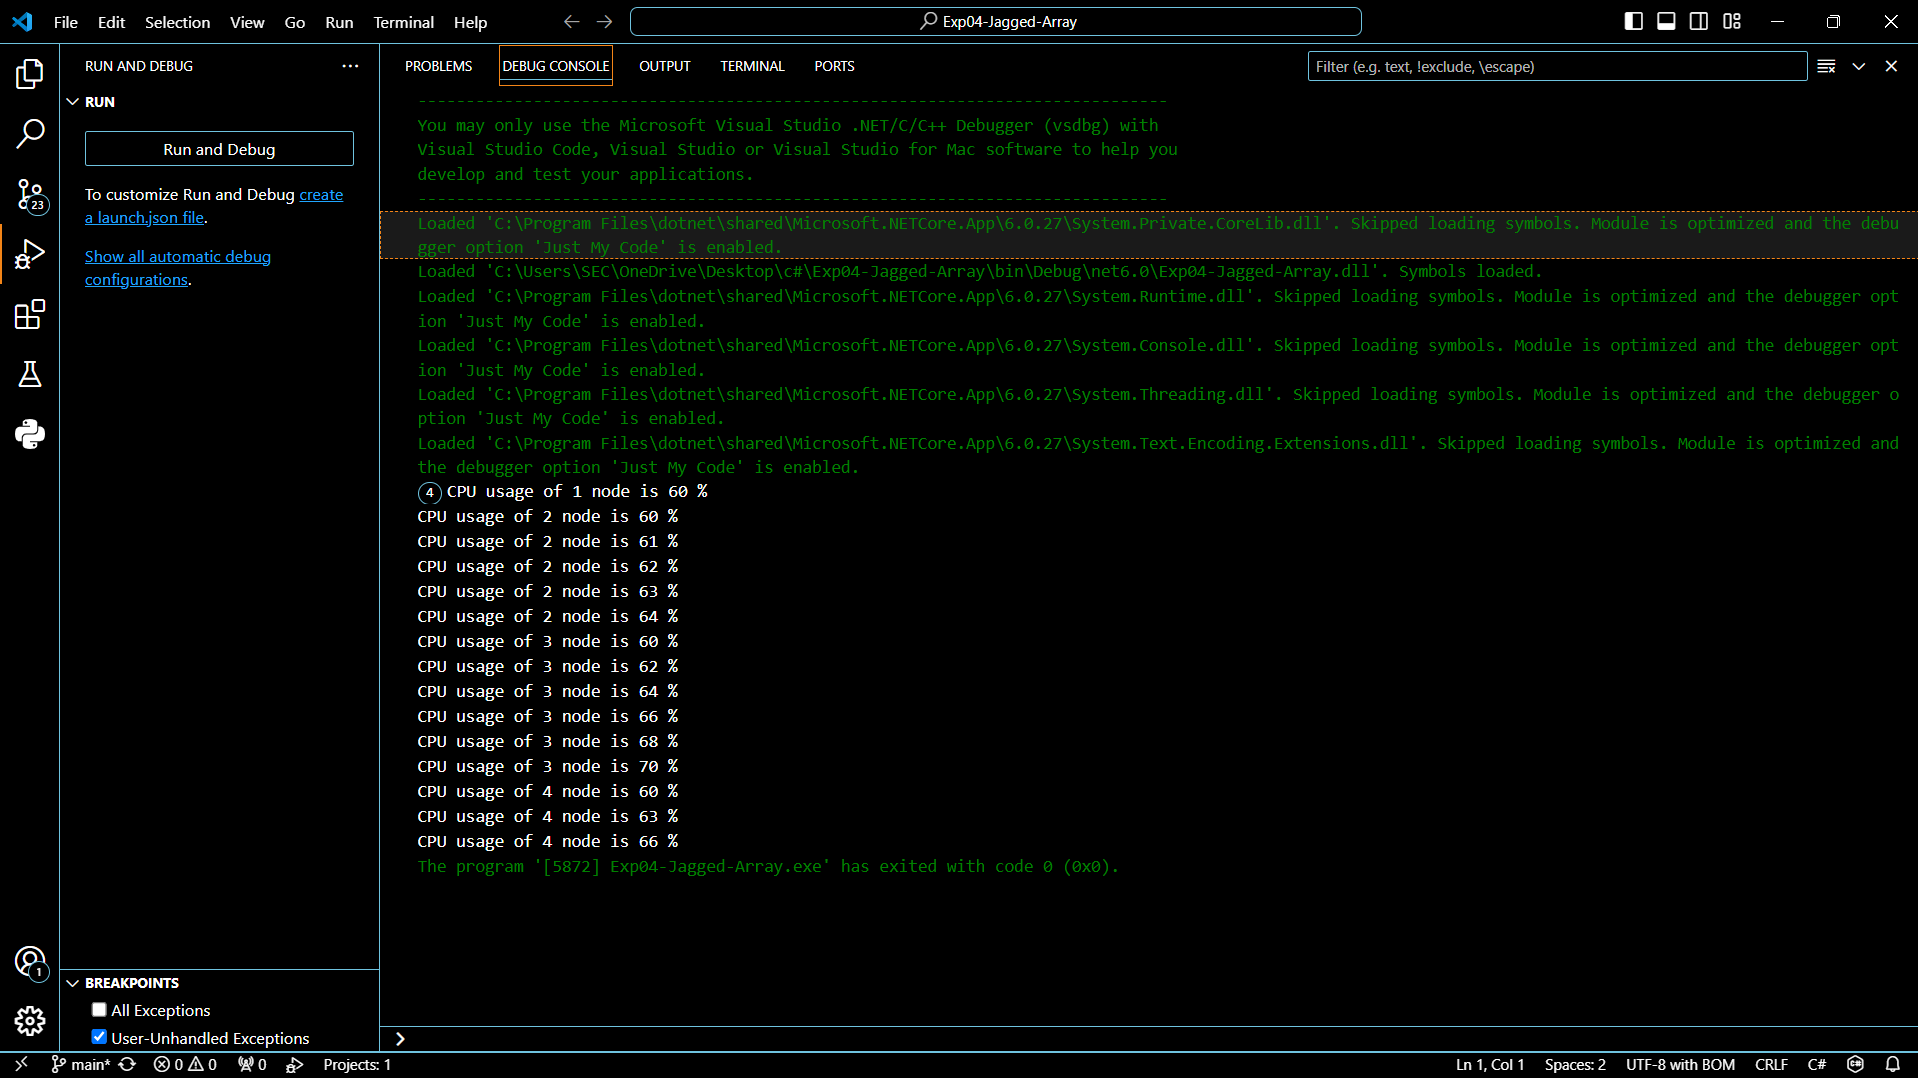 File Edit Selection View Go Run Terminal Help
Exp04-Jagged-Array
RUN AND DEBUG
RUN
Run and Debug
To customize Run and Debug create
a launch.json file.
Show all automatic debug
configurations.
23
1
BREAKPOINTS
All Exceptions
User-Unhandled Exceptions
PROBLEMS DEBUG CONSOLE OUTPUT TERMINAL PORTS
Filter (e.g. text, !exclude, \escape)
------------------------------------------------------------------------------
You may only use the Microsoft Visual Studio .NET/C/C++ Debugger (vsdbg) with
Visual Studio Code, Visual Studio or Visual Studio for Mac software to help you
develop and test your applications.
------------------------------------------------------------------------------
Loaded 'C:\Program Files\dotnet\shared\Microsoft.NETCore.App\6.0.27\System.Private.CoreLib.dll'. Skipped loading symbols. Module is optimized and the debu
gger option 'Just My Code' is enabled.
Loaded 'C:\Users\SEC\OneDrive\Desktop\c#\Exp04-Jagged-Array\bin\Debug\net6.0\Exp04-Jagged-Array.dll'. Symbols loaded.
Loaded 'C:\Program Files\dotnet\shared\Microsoft.NETCore.App\6.0.27\System.Runtime.dll'. Skipped loading symbols. Module is optimized and the debugger opt
ion 'Just My Code' is enabled.
Loaded 'C:\Program Files\dotnet\shared\Microsoft.NETCore.App\6.0.27\System.Console.dll'. Skipped loading symbols. Module is optimized and the debugger opt
ion 'Just My Code' is enabled.
Loaded 'C:\Program Files\dotnet\shared\Microsoft.NETCore.App\6.0.27\System.Threading.dll'. Skipped loading symbols. Module is optimized and the debugger o
ption 'Just My Code' is enabled.
Loaded 'C:\Program Files\dotnet\shared\Microsoft.NETCore.App\6.0.27\System.Text.Encoding.Extensions.dll'. Skipped loading symbols. Module is optimized and
the debugger option 'Just My Code' is enabled.
4 CPU usage of 1 node is 60 %
CPU usage of 2 node is 60 %
CPU usage of 2 node is 61 %
CPU usage of 2 node is 62 %
CPU usage of 2 node is 63 %
CPU usage of 2 node is 64 %
CPU usage of 3 node is 60 %
CPU usage of 3 node is 62 %
CPU usage of 3 node is 64 %
CPU usage of 3 node is 66 %
CPU usage of 3 node is 68 %
CPU usage of 3 node is 70 %
CPU usage of 4 node is 60 %
CPU usage of 4 node is 63 %
CPU usage of 4 node is 66 %
The program '[5872] Exp04-Jagged-Array.exe' has exited with code 0 (0x0).
main* 0 0 0 Projects: 1 Ln 1, Col 1 Spaces: 2 UTF-8 with BOM CRLF C#